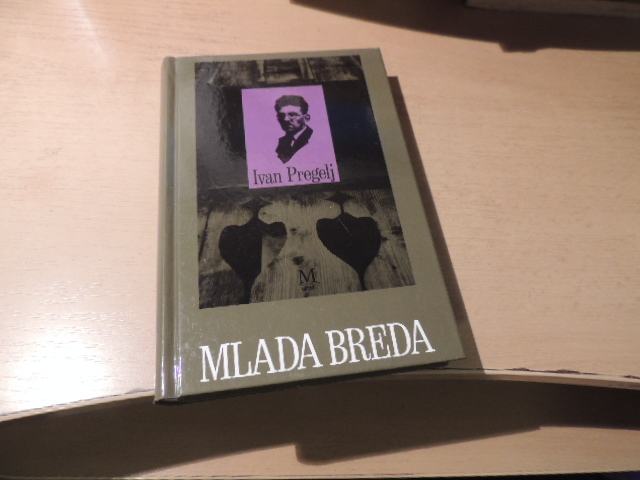 Ivan Pregelj
M
MLADA BREDA